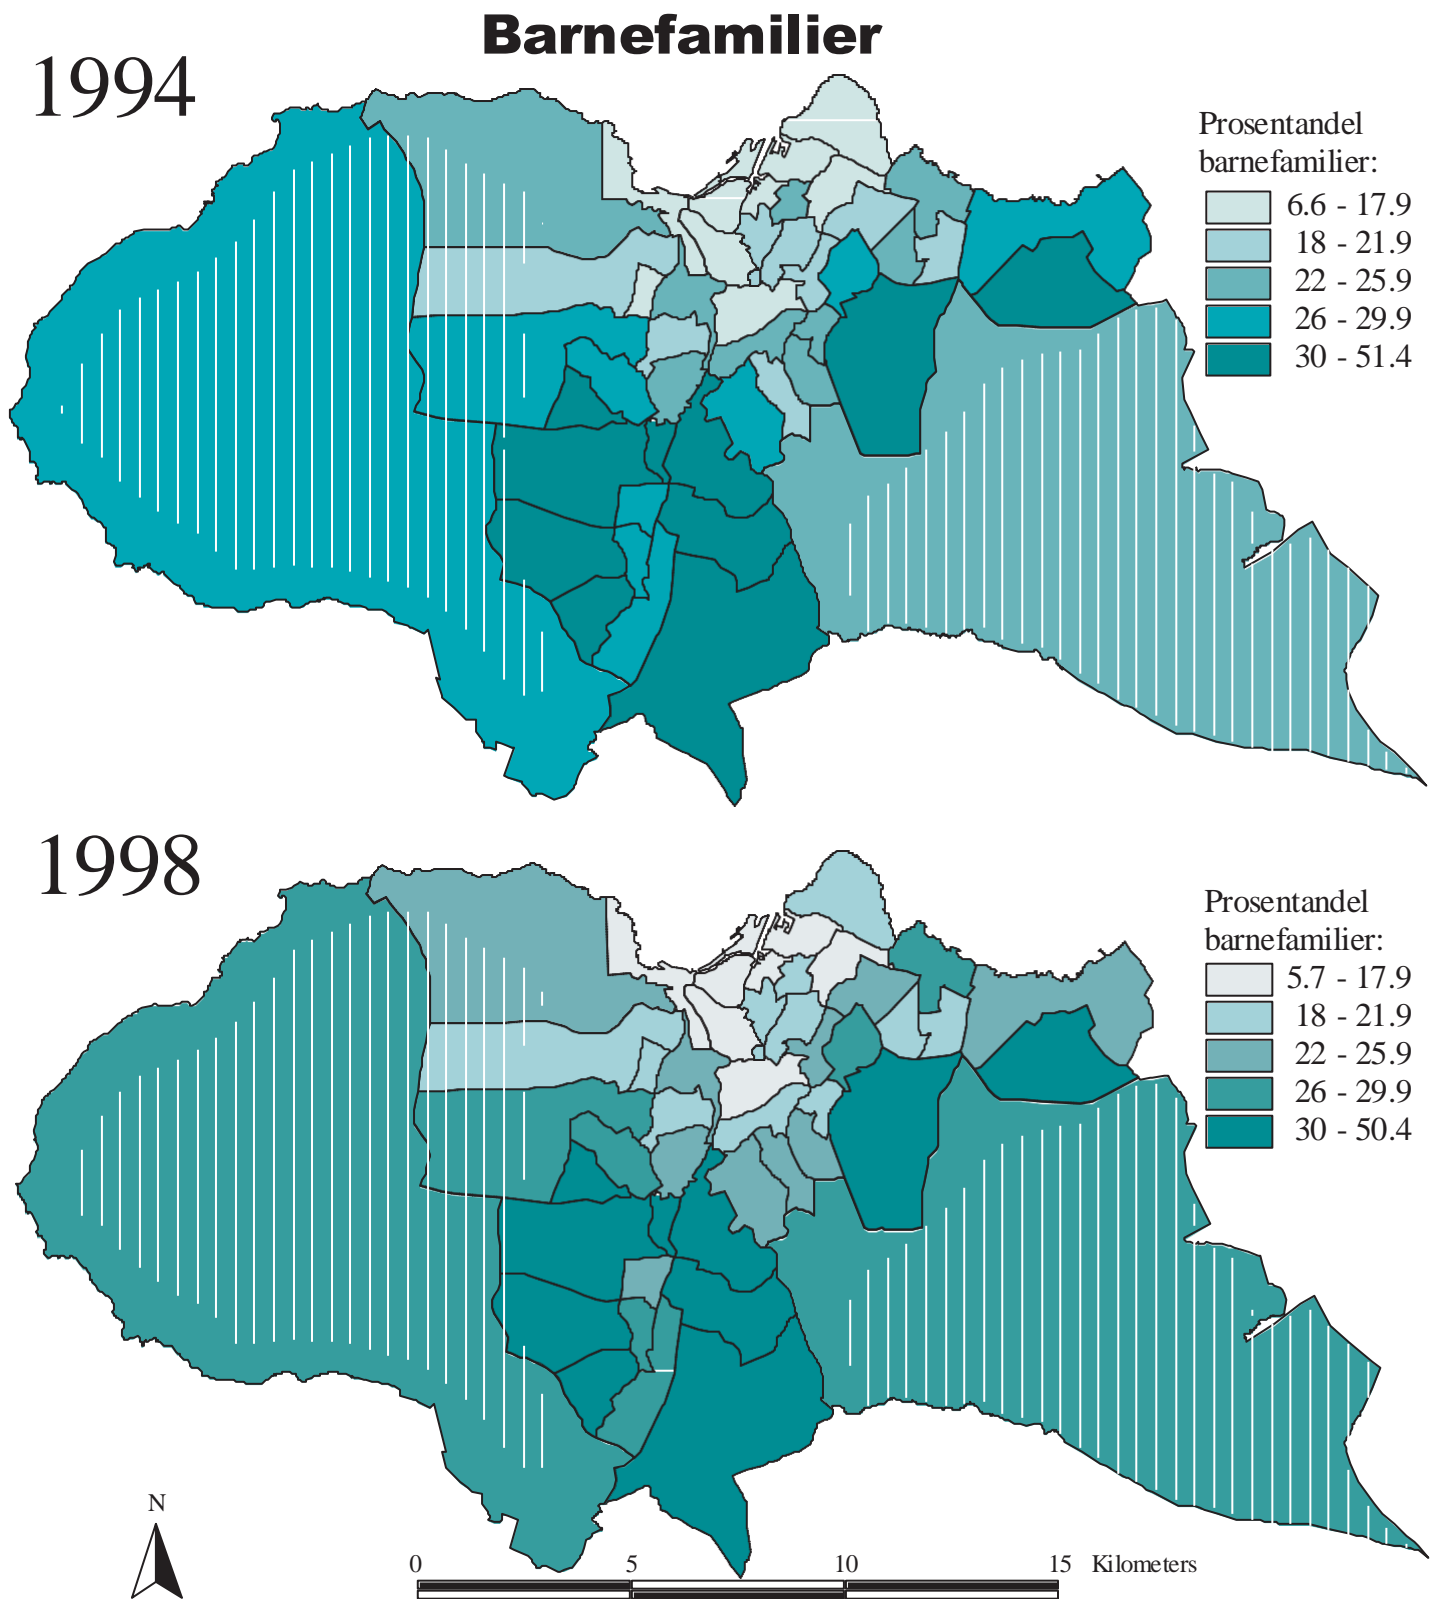 Barnefamilier
1994
Prosentandel
barnefamilier:
6.6 - 17.9
18 - 21.9
22 - 25.9
26 - 29.9
30 - 51.4
1998
Prosentandel
barnefamilier:
5.7 - 17.9
18 - 21.9
22 - 25.9
26 - 29.9
30 - 50.4
N
0 5 10 15 Kilometers